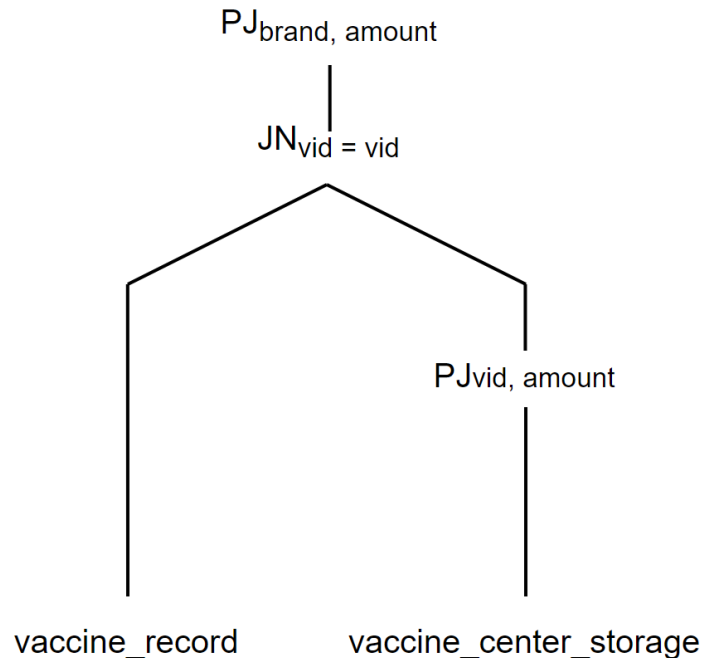 PJbrand, amount
JNvid = vid
PJvid, amount
vaccine_record vaccine_center_storage